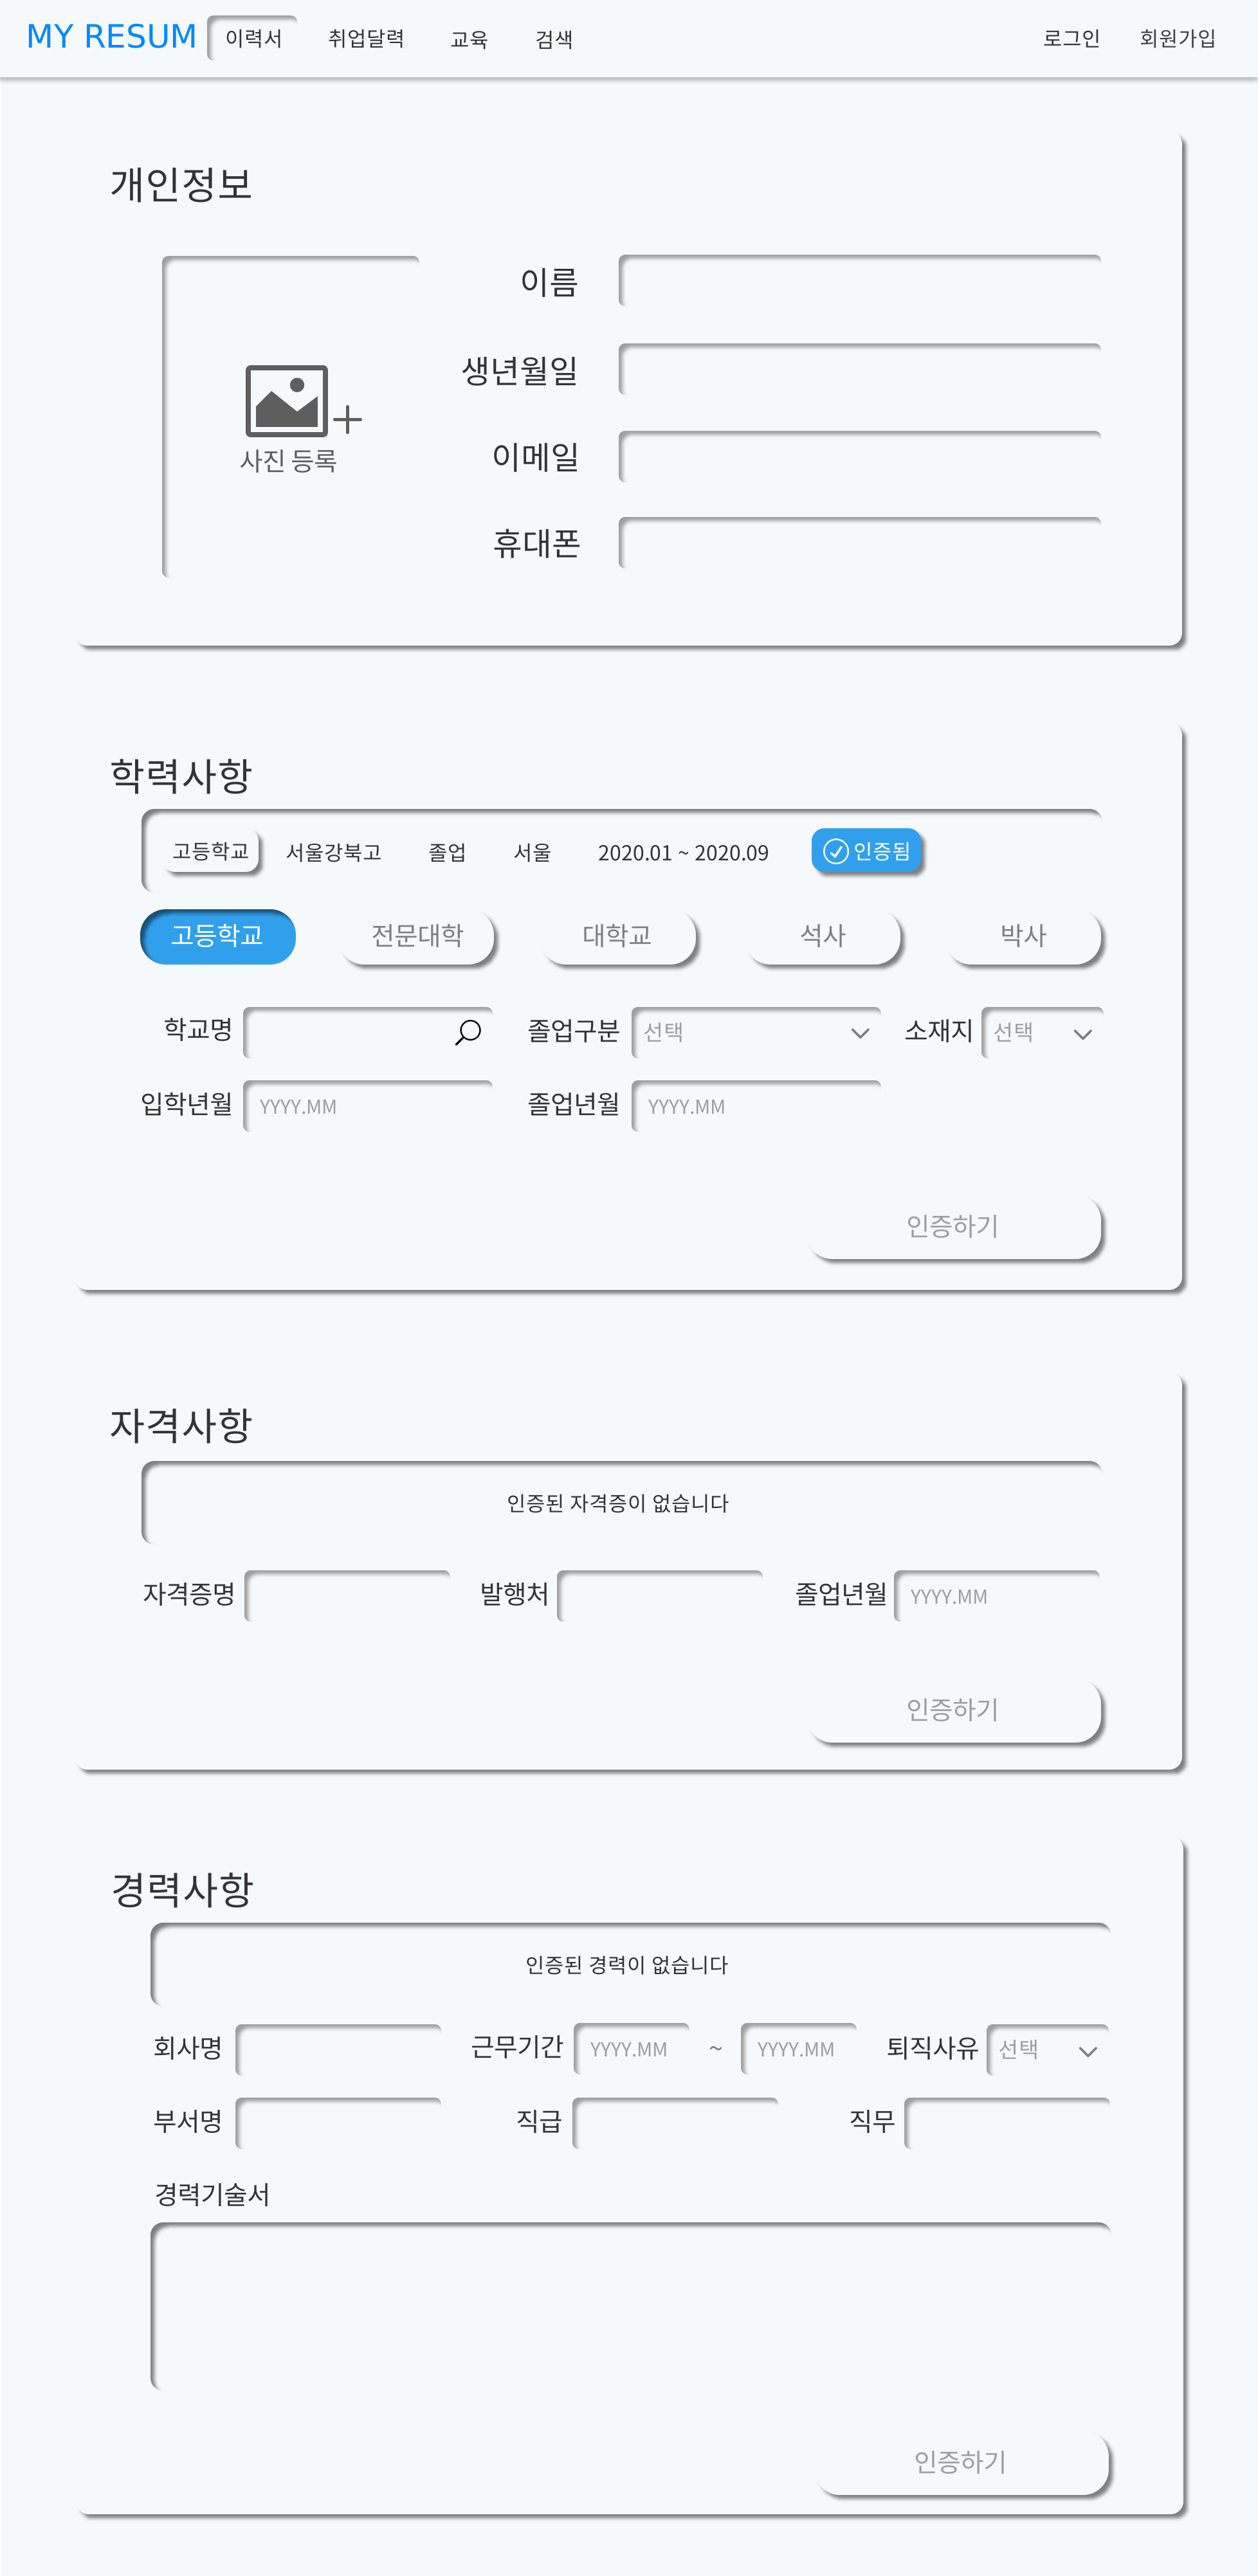 MY RESUM 이력서 취업달력 교육 검색 로그인 회원가입
개인정보
이름
생년월일
이메일
휴대폰
사진 등록
학력사항
고등학교 서울강북고 졸업 서울 2020.01 ~ 2020.09 인증됨
고등학교 전문대학 대학교 석사 박사
학교명 졸업구분 선택 소재지 선택
입학년월 YYYY.MM 졸업년월 YYYY.MM
인증하기
자격사항
인증된 자격증이 없습니다
자격증명 발행처 졸업년월 YYYY.MM
인증하기
경력사항
인증된 경력이 없습니다
회사명 근무기간 YYYY.MM ~ YYYY.MM 퇴직사유 선택
부서명 직급 직무
경력기술서
인증하기